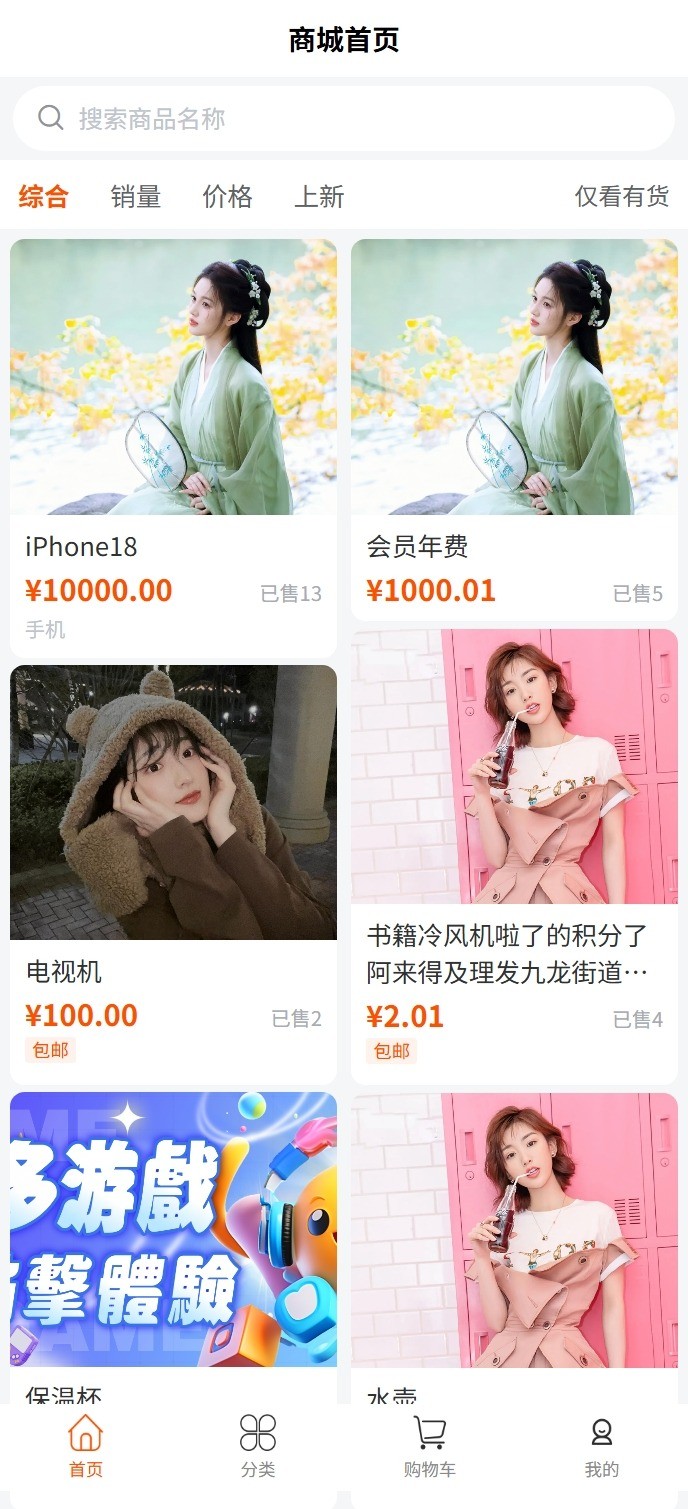 商城首页
搜索商品名称
综合 销量 价格 上新 仅看有货
iPhone18
¥10000.00 已售13
手机
会员年费
¥1000.01 已售5
电视机
¥100.00 已售2
包邮
书籍冷风机啦了的积分了
阿来得及理发九龙街道…
¥2.01 已售4
包邮
多游戲
擊體驗
GAME
保温杯
水壶
首页 分类 购物车 我的